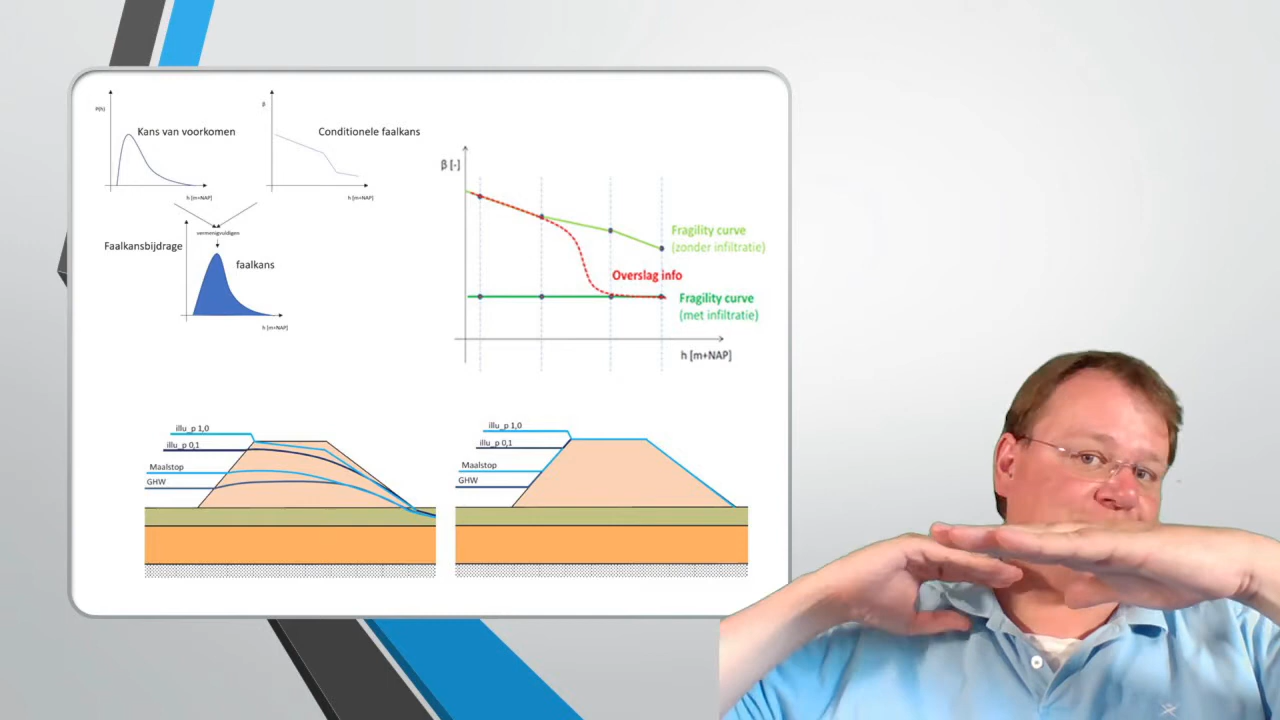 P(h)
Kans van voorkomen
h [m+NAP]
β
Conditionele faalkans
h [m+NAP]
vermenigvuldigen
Faalkansbijdrage
faalkans
h [m+NAP]
β [-]
Fragility curve
(zonder infiltratie)
Overslag info
Fragility curve
(met infiltratie)
h [m+NAP]
illu_p 1,0
illu_p 0,1
Maalstop
GHW
illu_p 1,0
illu_p 0,1
Maalstop
GHW